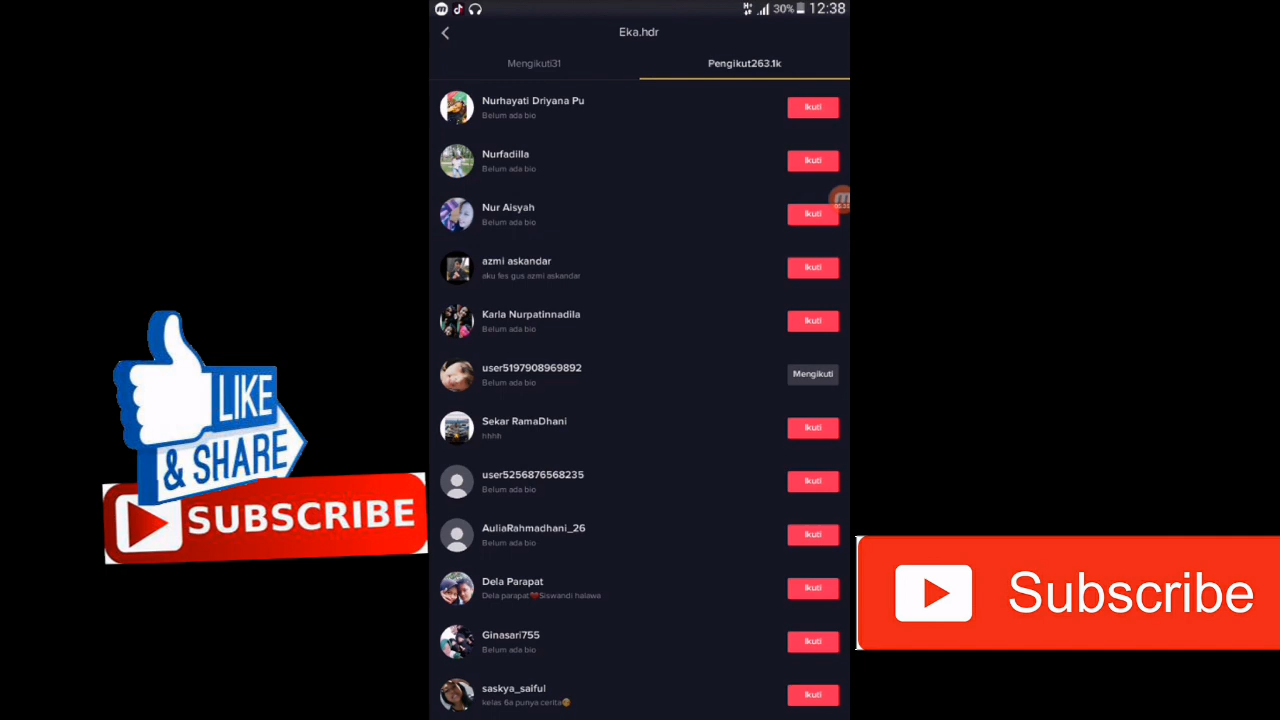 30% 12:38
Eka.hdr
Mengikuti31 Pengikut263.1k
Nurhayati Driyana Pu
Belum ada bio
Ikuti
Nurfadilla
Belum ada bio
Ikuti
Nur Aisyah
Belum ada bio
Ikuti
azmi askandar
aku fes gus azmi askandar
Ikuti
Karla Nurpatinnadila
Belum ada bio
Ikuti
user5197908969892
Belum ada bio
Mengikuti
Sekar RamaDhani
hhhh
Ikuti
user5256876568235
Belum ada bio
Ikuti
AuliaRahmadhani_26
Belum ada bio
Ikuti
Dela Parapat
Dela parapat❤Siswandi halawa
Ikuti
Ginasari755
Belum ada bio
Ikuti
saskya_saiful
kelas 6a punya cerita
Ikuti
LIKE
& SHARE
SUBSCRIBE
Subscribe